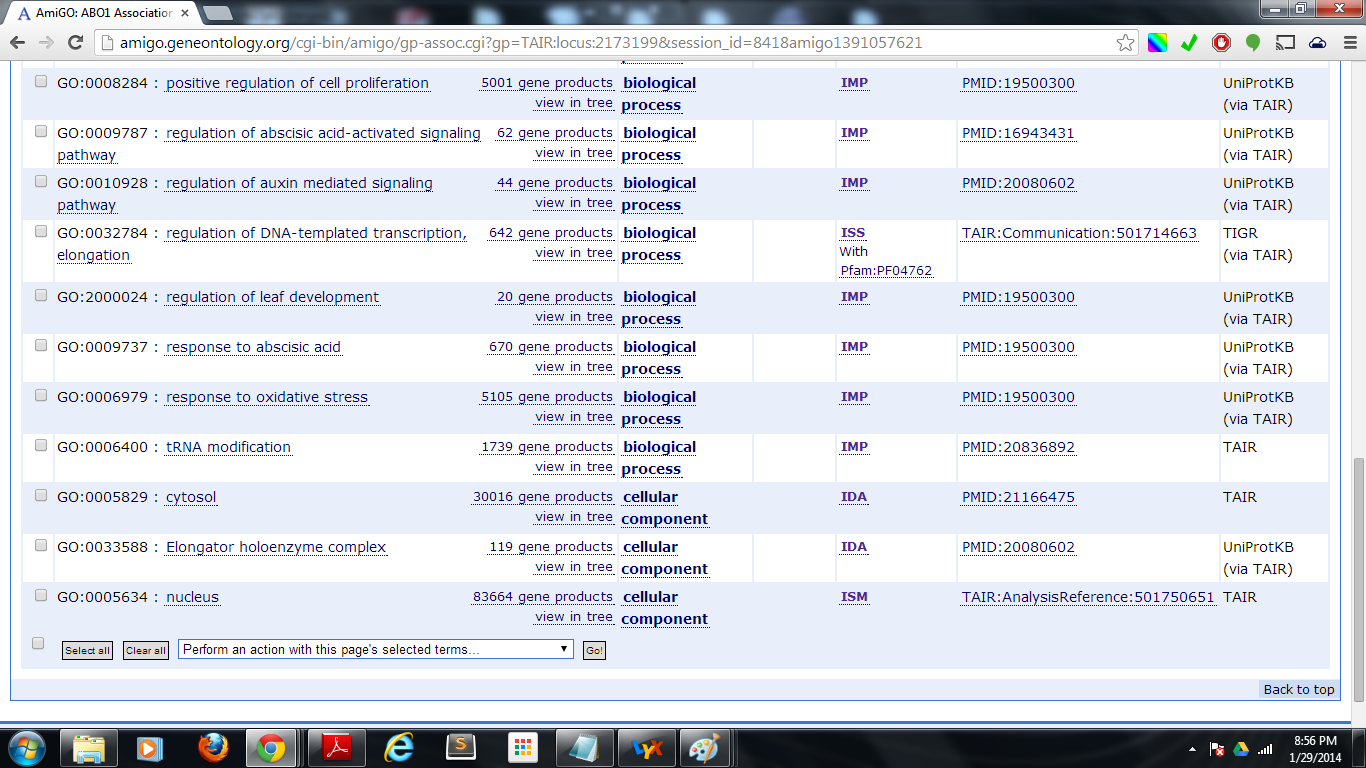 AmiGO: ABO1 Association
amigo.geneontology.org/cgi-bin/amigo/gp-assoc.cgi?gp=TAIR:locus:2173199&session_id=8418amigo1391057621
GO:0008284 : positive regulation of cell proliferation 5001 gene products biological IMP PMID:19500300 UniProtKB
view in tree process (via TAIR)
GO:0009787 : regulation of abscisic acid-activated signaling 62 gene products biological IMP PMID:16943431 UniProtKB
pathway view in tree process (via TAIR)
GO:0010928 : regulation of auxin mediated signaling 44 gene products biological IMP PMID:20080602 UniProtKB
pathway view in tree process (via TAIR)
GO:0032784 : regulation of DNA-templated transcription, 642 gene products biological ISS TAIR:Communication:501714663 TIGR
elongation view in tree process With (via TAIR)
Pfam:PF04762
GO:2000024 : regulation of leaf development 20 gene products biological IMP PMID:19500300 UniProtKB
view in tree process (via TAIR)
GO:0009737 : response to abscisic acid 670 gene products biological IMP PMID:19500300 UniProtKB
view in tree process (via TAIR)
GO:0006979 : response to oxidative stress 5105 gene products biological IMP PMID:19500300 UniProtKB
view in tree process (via TAIR)
GO:0006400 : tRNA modification 1739 gene products biological IMP PMID:20836892 TAIR
view in tree process
GO:0005829 : cytosol 30016 gene products cellular IDA PMID:21166475 TAIR
view in tree component
GO:0033588 : Elongator holoenzyme complex 119 gene products cellular IDA PMID:20080602 UniProtKB
view in tree component (via TAIR)
GO:0005634 : nucleus 83664 gene products cellular ISM TAIR:AnalysisReference:501750651 TAIR
view in tree component
Select all Clear all Perform an action with this page's selected terms... Go!
Back to top
8:56 PM
1/29/2014